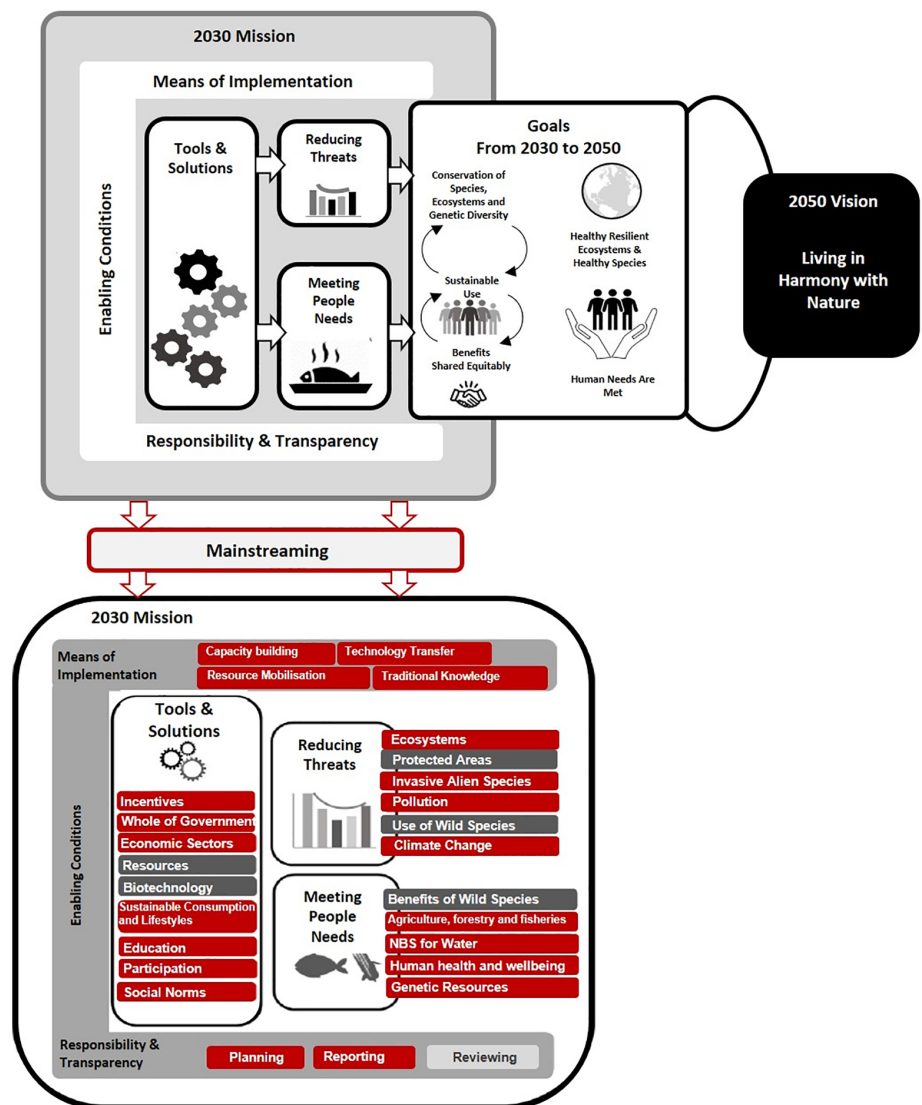 2030 Mission
Means of Implementation
Enabling Conditions
Tools &
Solutions
Reducing
Threats
Meeting
People
Needs
Responsibility & Transparency
Goals
From 2030 to 2050
Conservation of
Species,
Ecosystems and
Genetic Diversity
Sustainable
Use
Benefits
Shared Equitably
Healthy Resilient
Ecosystems &
Healthy Species
Human Needs Are
Met
2050 Vision
Living in
Harmony with
Nature
Mainstreaming
2030 Mission
Means of
Implementation
Capacity building
Technology Transfer
Resource Mobilisation
Traditional Knowledge
Enabling Conditions
Tools &
Solutions
Incentives
Whole of Government
Economic Sectors
Resources
Biotechnology
Sustainable Consumption
and Lifestyles
Education
Participation
Social Norms
Reducing
Threats
Ecosystems
Protected Areas
Invasive Alien Species
Pollution
Use of Wild Species
Climate Change
Meeting
People
Needs
Benefits of Wild Species
Agriculture, forestry and fisheries
NBS for Water
Human health and wellbeing
Genetic Resources
Responsibility &
Transparency
Planning
Reporting
Reviewing